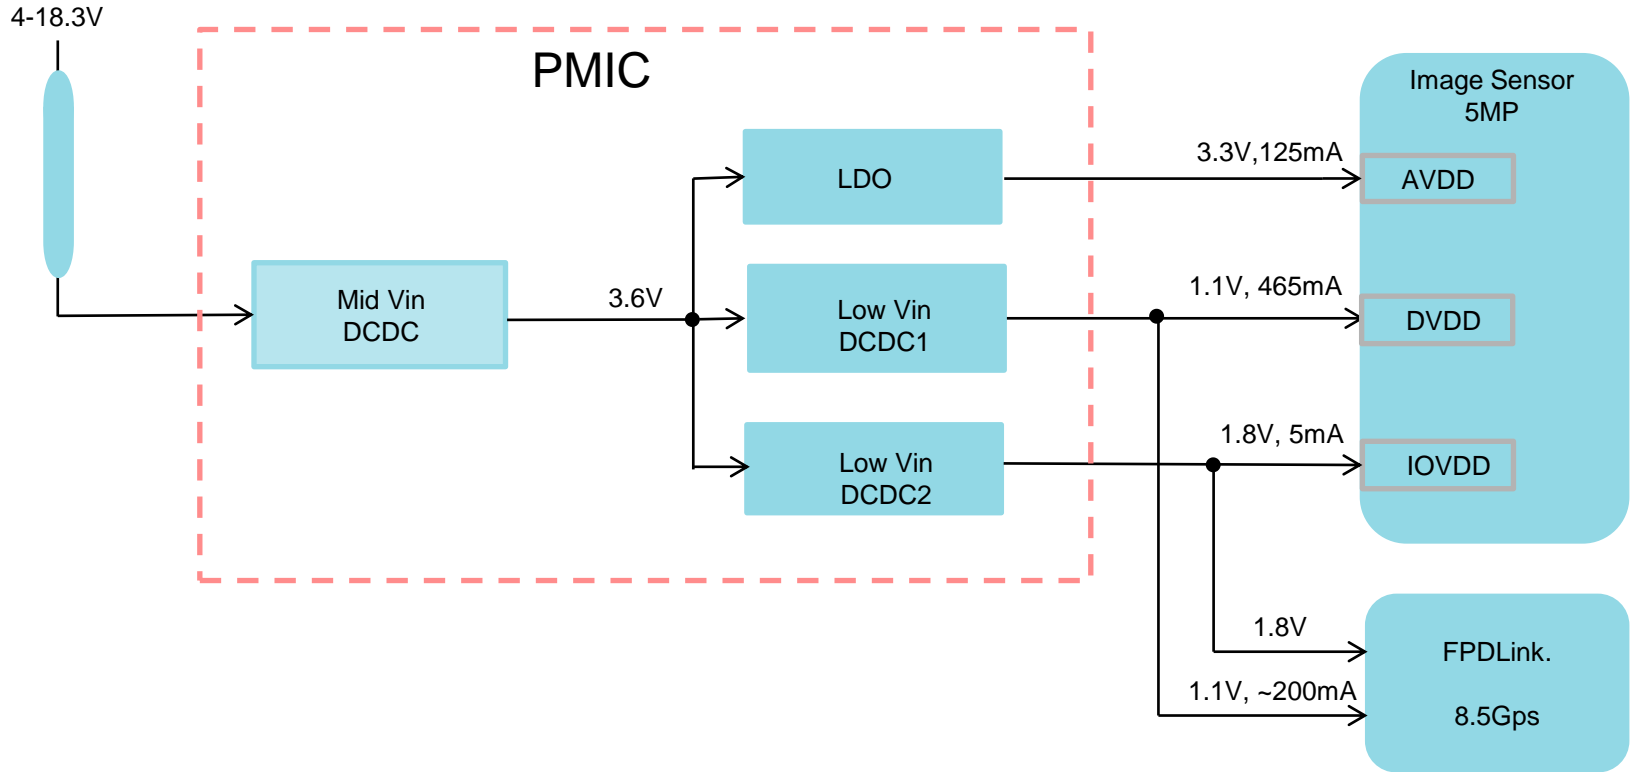 4-18.3V
PMIC
Image Sensor
5MP
LDO
3.3V,125mA
AVDD
Mid Vin
DCDC
3.6V
Low Vin
DCDC1
1.1V, 465mA
DVDD
Low Vin
DCDC2
1.8V, 5mA
IOVDD
1.8V
FPDLink.
1.1V, ~200mA
8.5Gps